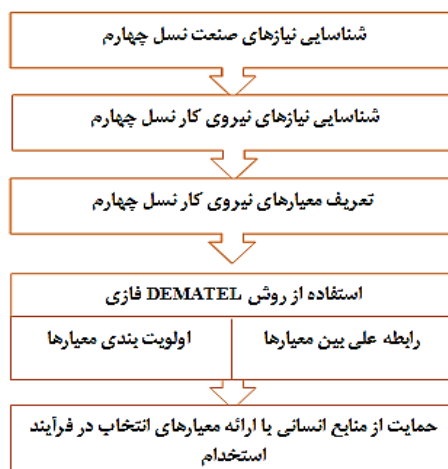 شناسایی نیازهای صنعت نسل چهارم
شناسایی نیازهای نیروی کار نسل چهارم
تعریف معیارهای نیروی کار نسل چهارم
استفاده از روش DEMATEL فازی
رابطه علی بین معیارها
اولویت بندی معیارها
حمایت از منابع انسانی با ارائه معیارهای انتخاب در فرآیند
استخدام